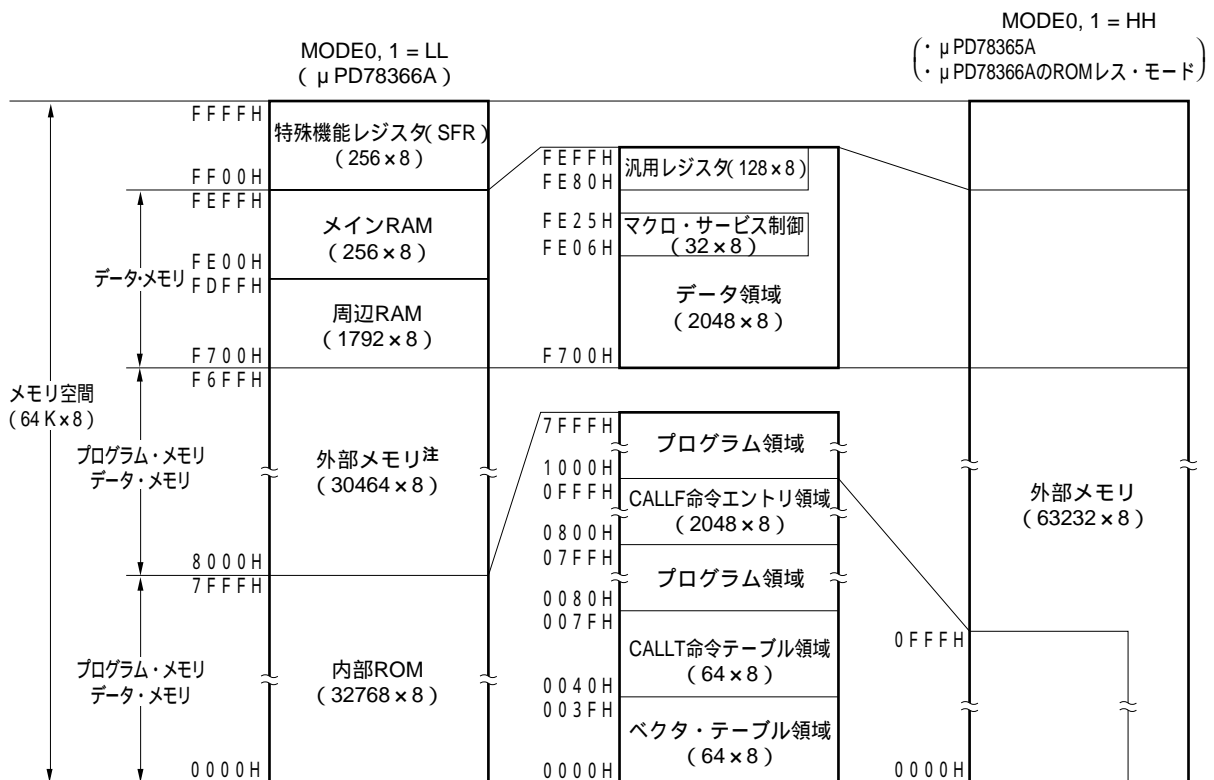 MODE0, 1 = LL
( μPD78366A )
MODE0, 1 = HH
・μPD78365A
・μPD78366AのROMレス・モード
メモリ空間
( 64 K×8 )
データ・メモリ
プログラム・メモリ
データ・メモリ
プログラム・メモリ
データ・メモリ
FFFFH
特殊機能レジスタ( SFR )
( 256×8 )
FF00H
FEFFH
メインRAM
( 256×8 )
FE00H
FDFFH
周辺RAM
( 1792×8 )
F700H
F6FFH
外部メモリ注
( 30464×8 )
8000H
7FFFH
内部ROM
( 32768×8 )
0000H
FEFFH
汎用レジスタ( 128×8 )
FE80H
FE25H
マクロ・サービス制御
( 32×8 )
FE06H
データ領域
( 2048×8 )
F700H
7FFFH
プログラム領域
1000H
0FFFH
CALLF命令エントリ領域
( 2048×8 )
0800H
07FFH
プログラム領域
0080H
007FH
CALLT命令テーブル領域
( 64×8 )
0040H
003FH
ベクタ・テーブル領域
( 64×8 )
0000H
外部メモリ
( 63232×8 )
0FFFH
0000H